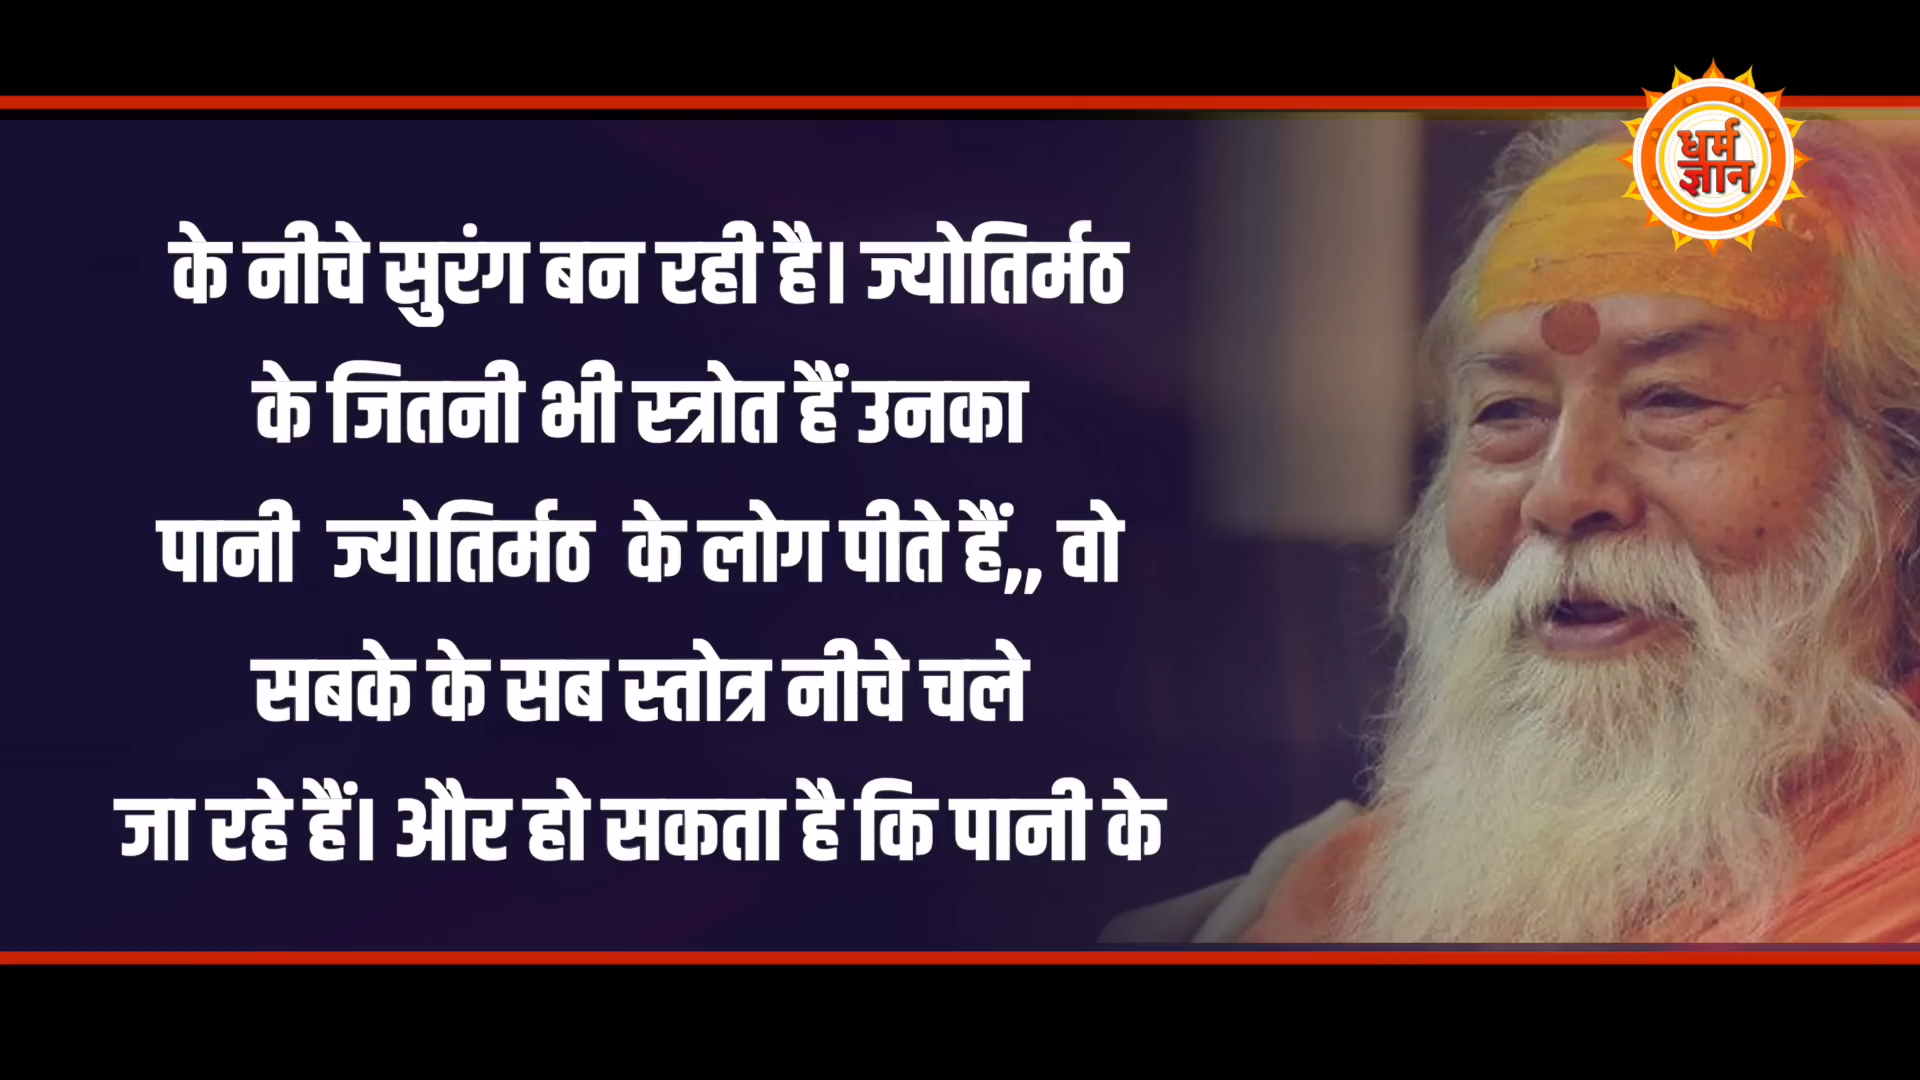 धर्म
ज्ञान
के नीचे सुरंग बन रही है। ज्योतिर्मठ
के जितनी भी स्त्रोत हैं उनका
पानी ज्योतिर्मठ के लोग पीते हैं,, वो
सबके के सब स्तोत्र नीचे चले
जा रहे हैं। और हो सकता है कि पानी के